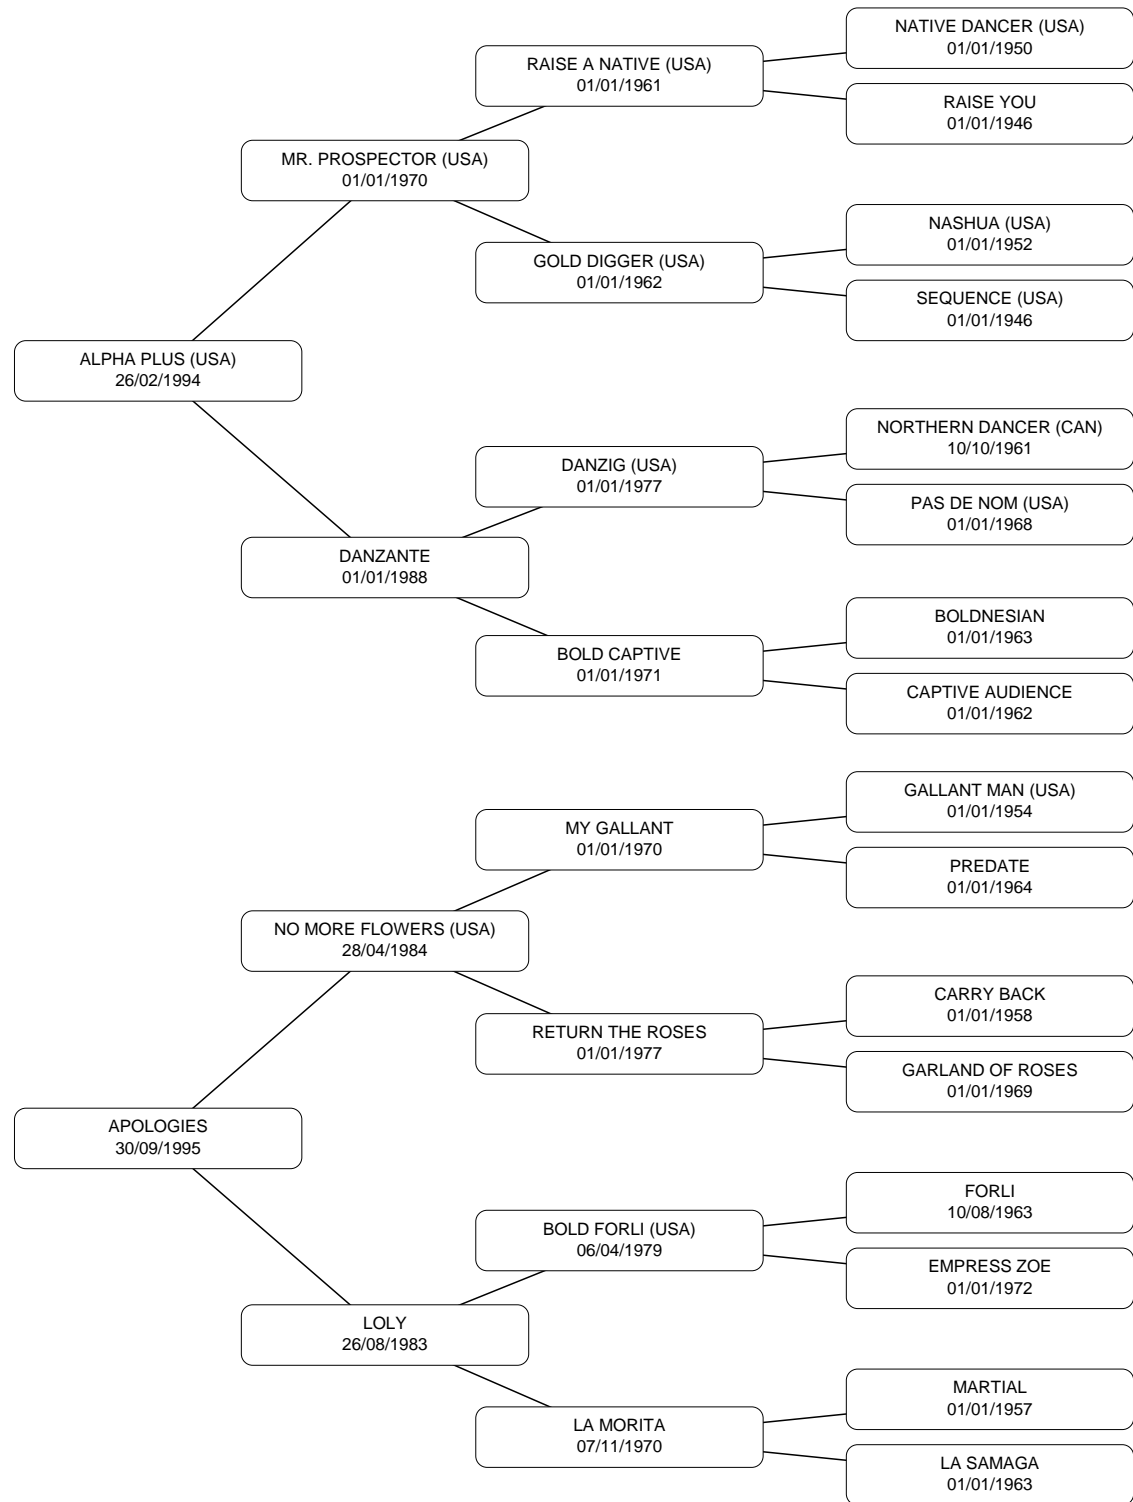 NATIVE DANCER (USA)
01/01/1950
RAISE A NATIVE (USA)
01/01/1961
RAISE YOU
01/01/1946
MR. PROSPECTOR (USA)
01/01/1970
NASHUA (USA)
01/01/1952
GOLD DIGGER (USA)
01/01/1962
SEQUENCE (USA)
01/01/1946
ALPHA PLUS (USA)
26/02/1994
NORTHERN DANCER (CAN)
10/10/1961
DANZIG (USA)
01/01/1977
PAS DE NOM (USA)
01/01/1968
DANZANTE
01/01/1988
BOLDNESIAN
01/01/1963
BOLD CAPTIVE
01/01/1971
CAPTIVE AUDIENCE
01/01/1962
GALLANT MAN (USA)
01/01/1954
MY GALLANT
01/01/1970
PREDATE
01/01/1964
NO MORE FLOWERS (USA)
28/04/1984
CARRY BACK
01/01/1958
RETURN THE ROSES
01/01/1977
GARLAND OF ROSES
01/01/1969
APOLOGIES
30/09/1995
FORLI
10/08/1963
BOLD FORLI (USA)
06/04/1979
EMPRESS ZOE
01/01/1972
LOLY
26/08/1983
MARTIAL
01/01/1957
LA MORITA
07/11/1970
LA SAMAGA
01/01/1963